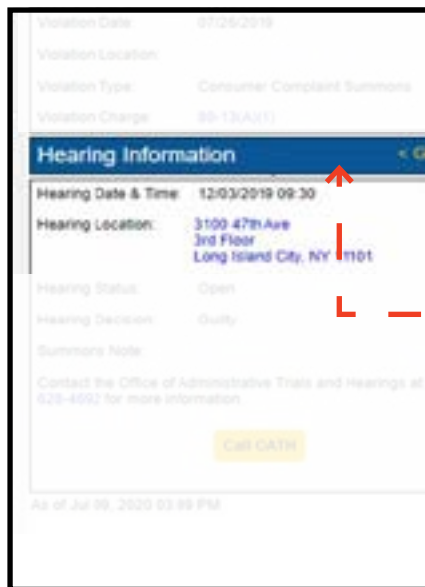 Violation Date 07/26/2019
Violation Location
Violation Type Consumer Complaint Summons
Violation Charge
Hearing Information <
Hearing Date & Time 12/03/2019 09:30
Hearing Location: 3100 47th Ave
3rd Floor
Long Island City, NY 11101
Hearing Status: Open
Hearing Decision: Guilty
Summons Note:
Contact the Office of Administrative Trials and Hearings at
628-4692 for more information.
Call OATH
As of Jul 09, 2020 PM